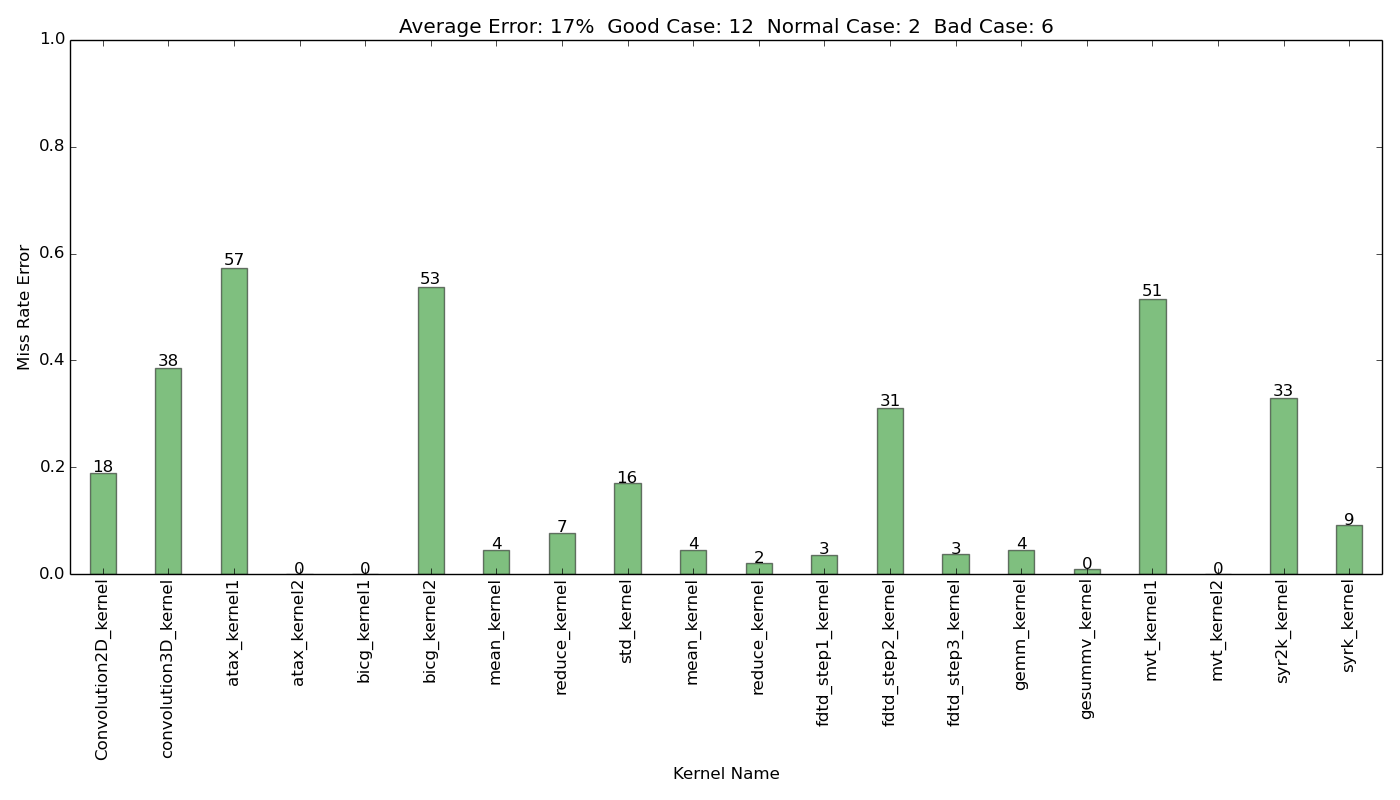 Average Error: 17%  Good Case: 12  Normal Case: 2  Bad Case: 6
1.0
0.8
0.6
0.4
0.2
0.0
Miss Rate Error
18
38
57
0
0
53
4
7
16
4
2
3
31
3
4
0
51
0
33
9
Convolution2D_kernel
convolution3D_kernel
atax_kernel1
atax_kernel2
bicg_kernel1
bicg_kernel2
mean_kernel
reduce_kernel
std_kernel
mean_kernel
reduce_kernel
fdtd_step1_kernel
fdtd_step2_kernel
fdtd_step3_kernel
gemm_kernel
gesummv_kernel
mvt_kernel1
mvt_kernel2
syr2k_kernel
syrk_kernel
Kernel Name